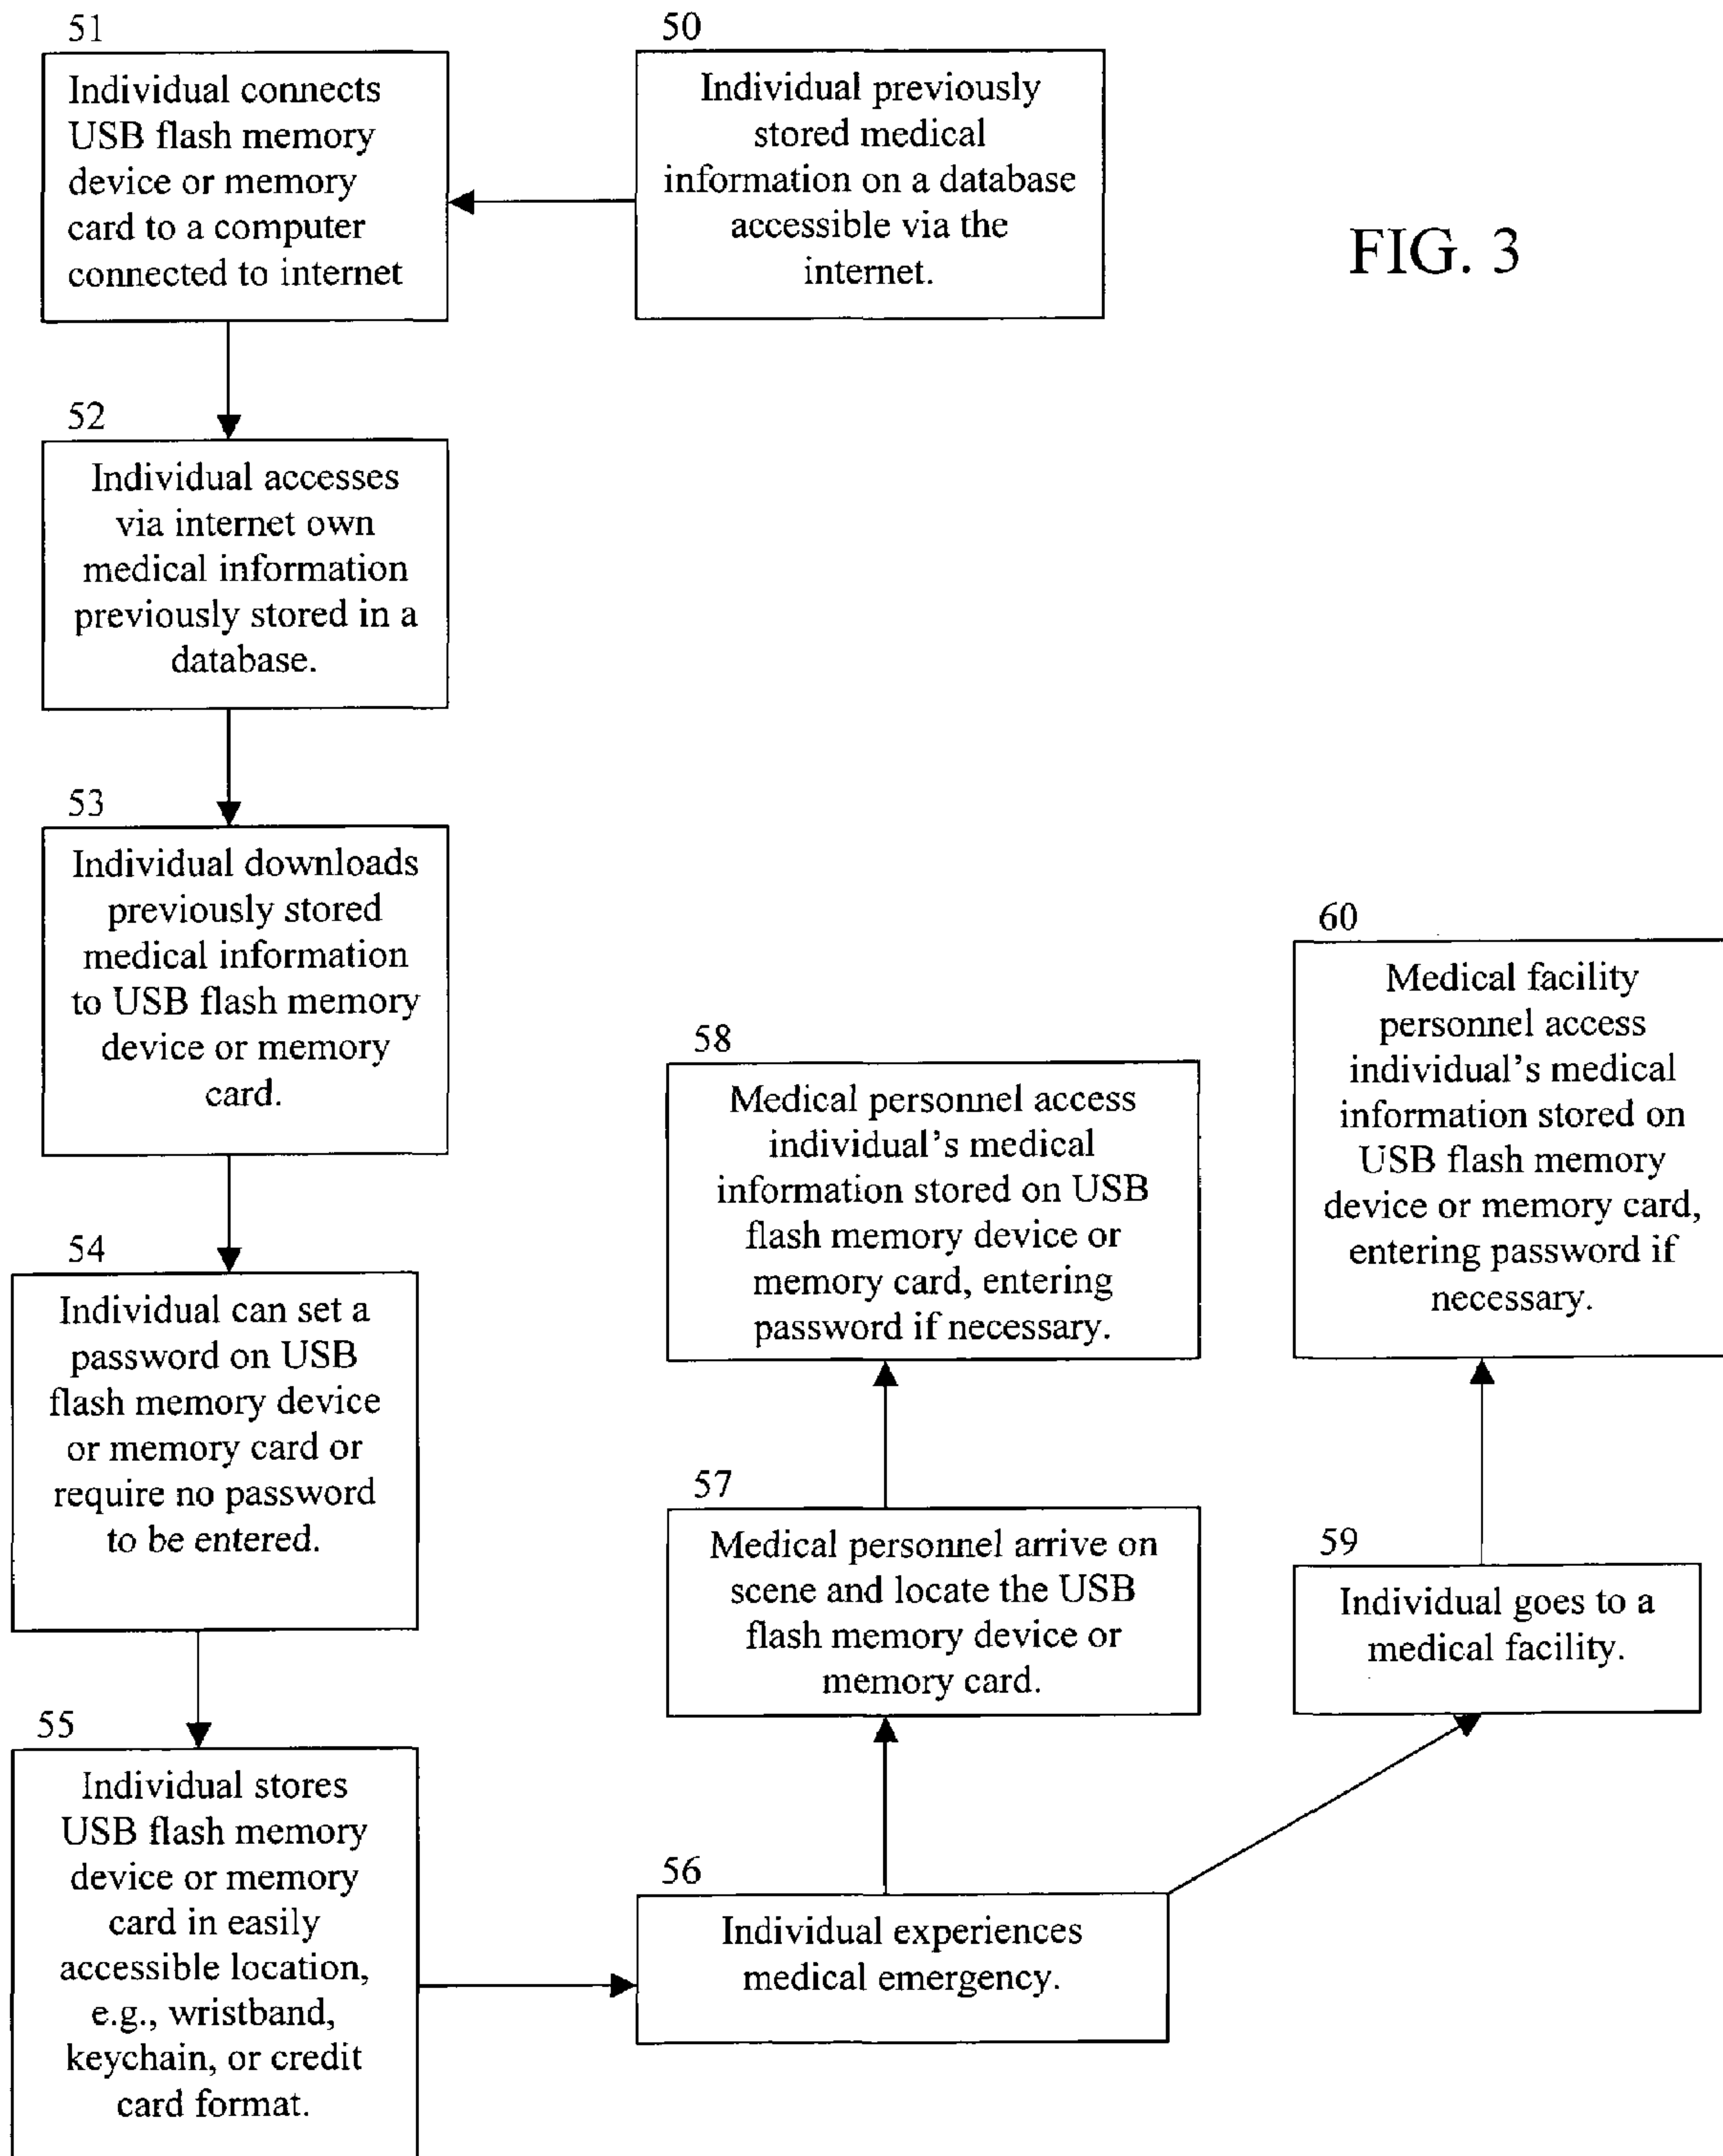 51
Individual connects
USB flash memory
device or memory
card to a computer
connected to internet
50
Individual previously
stored medical
information on a database
accessible via the
internet.
FIG. 3
52
Individual accesses
via internet own
medical information
previously stored in a
database.
53
Individual downloads
previously stored
medical information
to USB flash memory
device or memory
card.
54
Individual can set a
password on USB
flash memory device
or memory card or
require no password
to be entered.
55
Individual stores
USB flash memory
device or memory
card in easily
accessible location,
e.g., wristband,
keychain, or credit
card format.
56
Individual experiences
medical emergency.
57
Medical personnel arrive on
scene and locate the USB
flash memory device or
memory card.
58
Medical personnel access
individual's medical
information stored on USB
flash memory device or
memory card, entering
password if necessary.
59
Individual goes to a
medical facility.
60
Medical facility
personnel access
individual's medical
information stored on
USB flash memory
device or memory card,
entering password if
necessary.